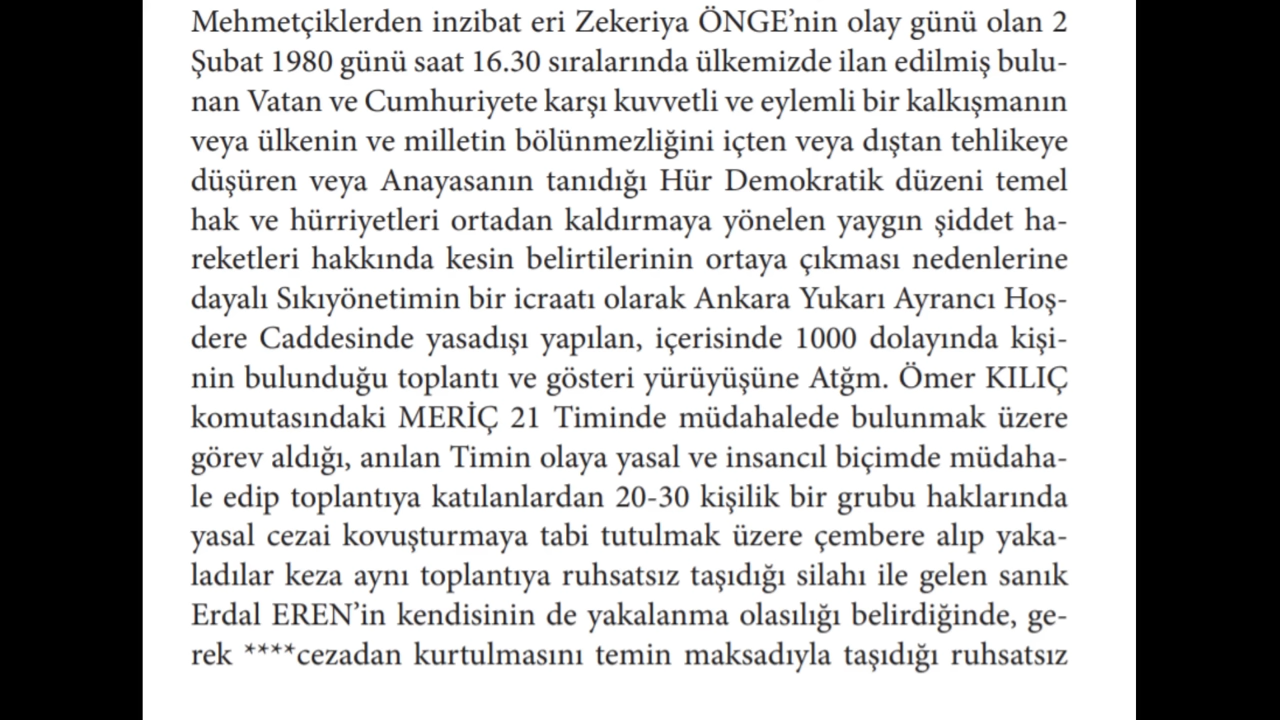 Mehmetçiklerden inzibat eri Zekeriya ÖNGE’nin olay günü olan 2
Şubat 1980 günü saat 16.30 sıralarında ülkemizde ilan edilmiş bulu-
nan Vatan ve Cumhuriyete karşı kuvvetli ve eylemli bir kalkışmanın
veya ülkenin ve milletin bölünmezliğini içten veya dıştan tehlikeye
düşüren veya Anayasanın tanıdığı Hür Demokratik düzeni temel
hak ve hürriyetleri ortadan kaldırmaya yönelen yaygın şiddet ha-
reketleri hakkında kesin belirtilerinin ortaya çıkması nedenlerine
dayalı Sıkıyönetimin bir icraatı olarak Ankara Yukarı Ayrancı Hoş-
dere Caddesinde yasadışı yapılan, içerisinde 1000 dolayında kişi-
nin bulunduğu toplantı ve gösteri yürüyüşüne Atğm. Ömer KILIÇ
komutasındaki MERİÇ 21 Timinde müdahalede bulunmak üzere
görev aldığı, anılan Timin olaya yasal ve insancıl biçimde müdaha-
le edip toplantıya katılanlardan 20-30 kişilik bir grubu haklarında
yasal cezai kovuşturmaya tabi tutulmak üzere çembere alıp yaka-
ladılar keza aynı toplantıya ruhsatsız taşıdığı silahı ile gelen sanık
Erdal EREN’in kendisinin de yakalanma olasılığı belirdiğinde, ge-
rek ****cezadan kurtulmasını temin maksadıyla taşıdığı ruhsatsız